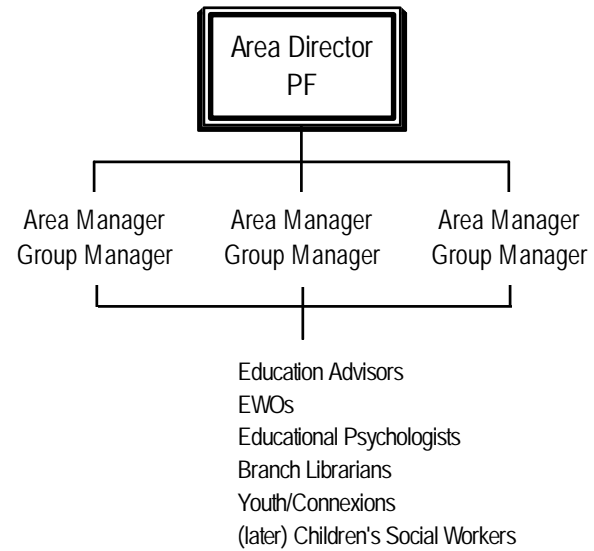 Area Director
PF
Area Manager
Group Manager
Area Manager
Group Manager
Area Manager
Group Manager
Education Advisors
EWOs
Educational Psychologists
Branch Librarians
Youth/Connexions
(later) Children's Social Workers